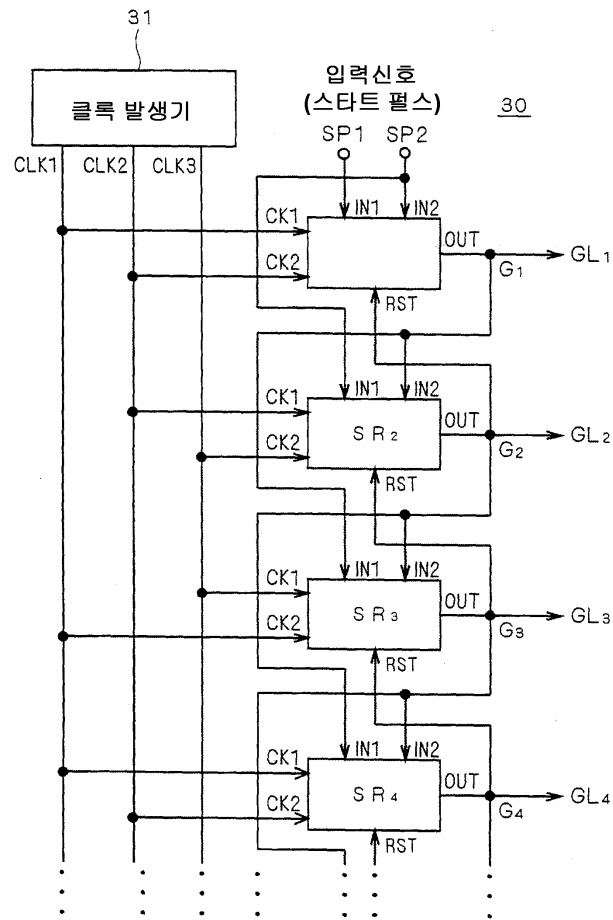 31
클록 발생기
입력신호
(스타트 펄스)
30
SP1 SP2
CLK1 CLK2 CLK3
IN1 IN2
CK1
OUT
CK2
G1
GL1
RST
IN1 IN2
CK1
OUT
SR2
CK2
G2
GL2
RST
IN1 IN2
CK1
OUT
SR3
CK2
G3
GL3
RST
IN1 IN2
CK1
OUT
SR4
CK2
G4
GL4
RST